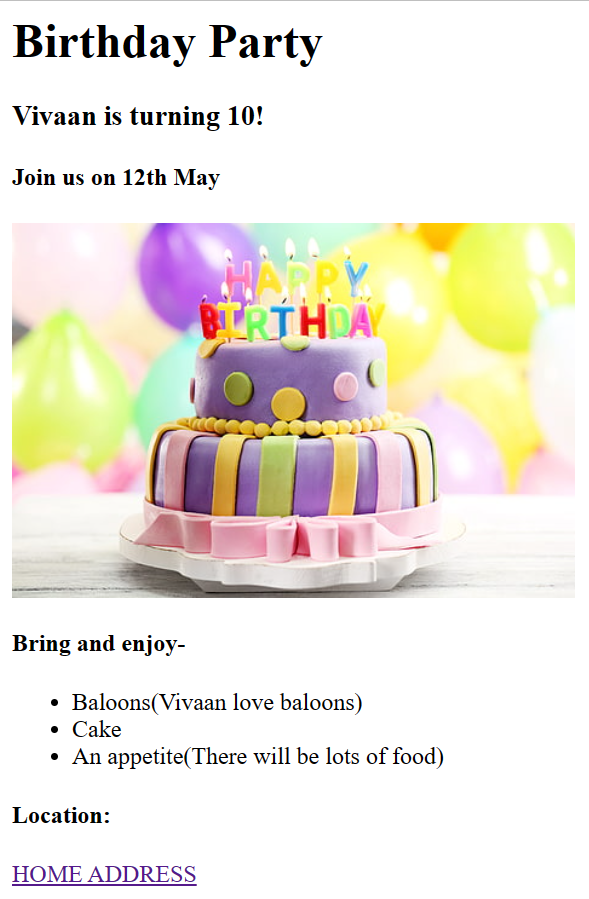 Birthday Party
Vivaan is turning 10!
Join us on 12th May
HAPPY
BIRTHDAY
Bring and enjoy-
Baloons(Vivaan love baloons)
Cake
An appetite(There will be lots of food)
Location:
HOME ADDRESS